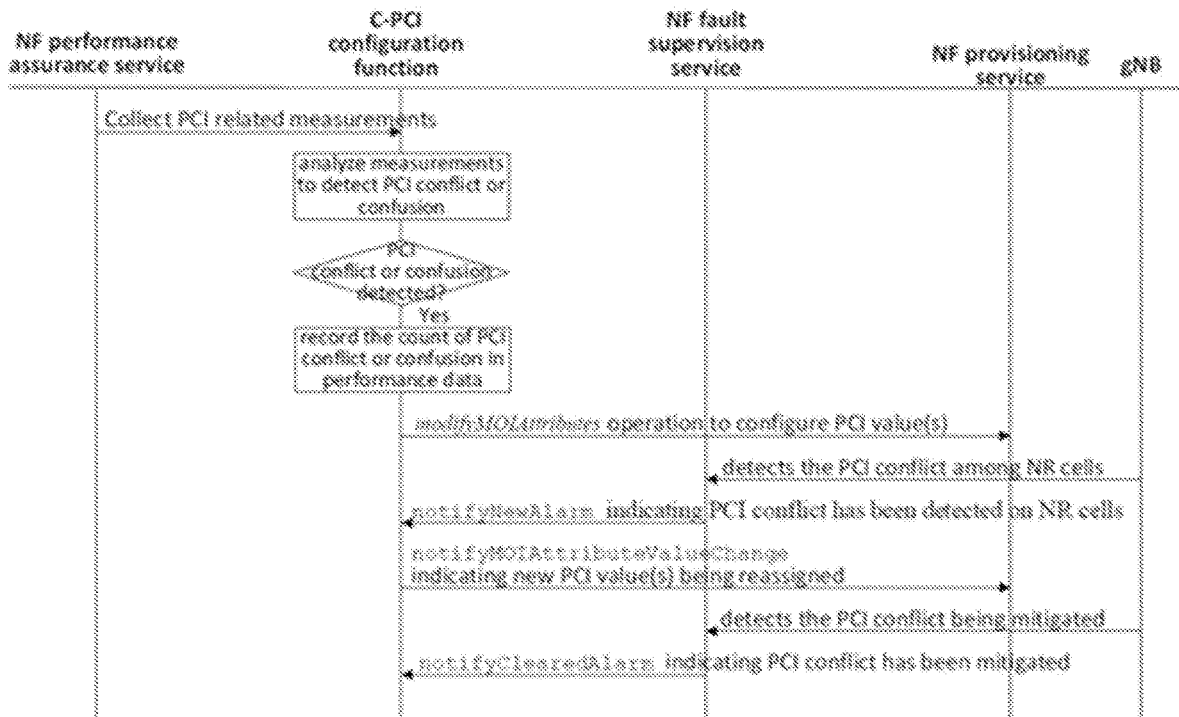 NF performance
assurance service
C-PCI
configuration
function
NF fault
supervision
service
NF provisioning
service
gNB
Collect PCI related measurements
analyze measurements
to detect PCI conflict or
confusion
PCI
conflict or confusion
detected?
Yes
record the count of PCI
conflict or confusion in
performance data
modifyMOIAttributes operation to configure PCI value(s)
detects the PCI conflict among NR cells
notifyNewAlarm indicating PCI conflict has been detected on NR cells
notifyMOIAttributeValueChange
indicating new PCI value(s) being reassigned
detects the PCI conflict being mitigated
notifyClearedAlarm indicating PCI conflict has been mitigated